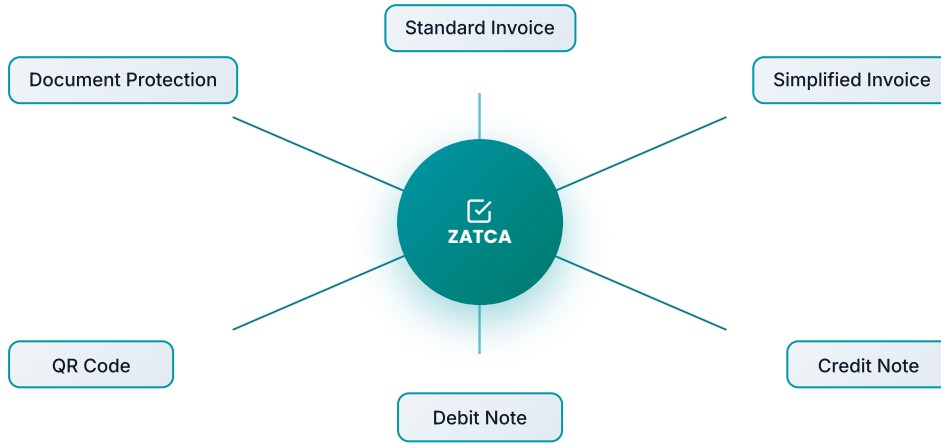 Standard Invoice
Document Protection
Simplified Invoice
ZATCA
QR Code
Credit Note
Debit Note